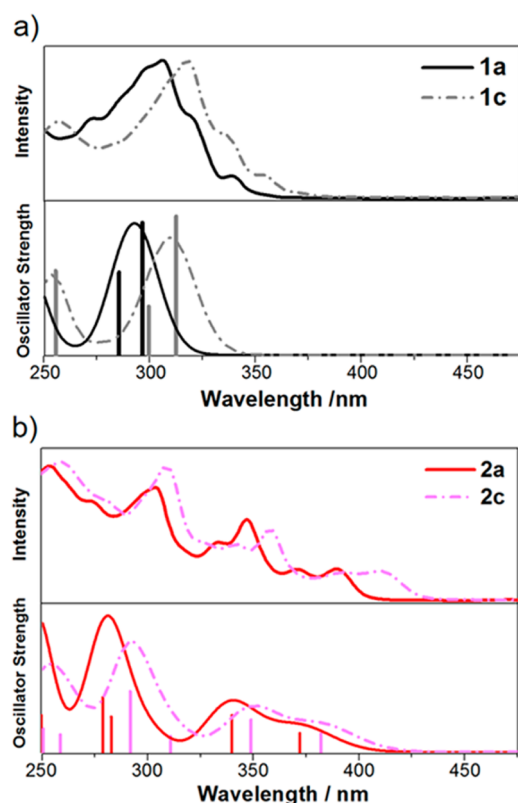 a)
1a
1c
Intensity
Oscillator Strength
250 300 350 400 450
Wavelength /nm
b)
2a
2c
Intensity
Oscillator Strength
250 300 350 400 450
Wavelength /nm